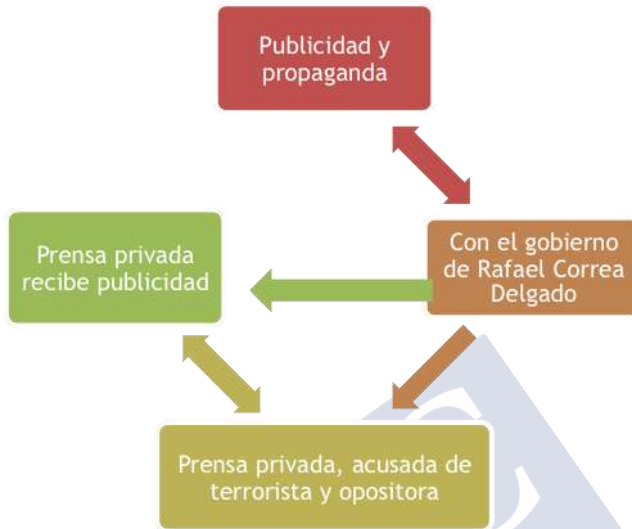 Publicidad y
propaganda
Prensa privada
recibe publicidad
Con el gobierno
de Rafael Correa
Delgado
Prensa privada, acusada de
terrorista y opositora